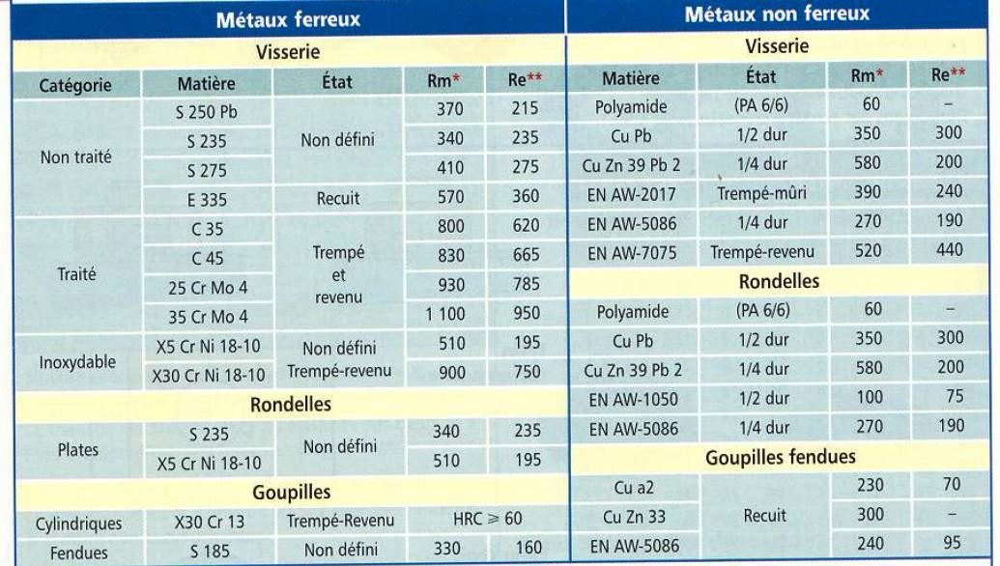 Métaux ferreux
Visserie
Catégorie Matière État Rm* Re**
Non traité S 250 Pb Non défini 370 215
S 235 340 235
S 275 410 275
E 335 Recuit 570 360
Traité C 35 Trempé et revenu 800 620
C 45 830 665
25 Cr Mo 4 930 785
35 Cr Mo 4 1 100 950
Inoxydable X5 Cr Ni 18-10 Non défini 510 195
X30 Cr Ni 18-10 Trempé-revenu 900 750
Rondelles
Plates S 235 Non défini 340 235
X5 Cr Ni 18-10 510 195
Goupilles
Cylindriques X30 Cr 13 Trempé-Revenu HRC ≥ 60
Fendues S 185 Non défini 330 160
Métaux non ferreux
Visserie
Matière État Rm* Re**
Polyamide (PA 6/6) 60 –
Cu Pb 1/2 dur 350 300
Cu Zn 39 Pb 2 1/4 dur 580 200
EN AW-2017 Trempé-mûri 390 240
EN AW-5086 1/4 dur 270 190
EN AW-7075 Trempé-revenu 520 440
Rondelles
Polyamide (PA 6/6) 60 –
Cu Pb 1/2 dur 350 300
Cu Zn 39 Pb 2 1/4 dur 580 200
EN AW-1050 1/2 dur 100 75
EN AW-5086 1/4 dur 270 190
Goupilles fendues
Cu a2 Recuit 230 70
Cu Zn 33 300 –
EN AW-5086 240 95